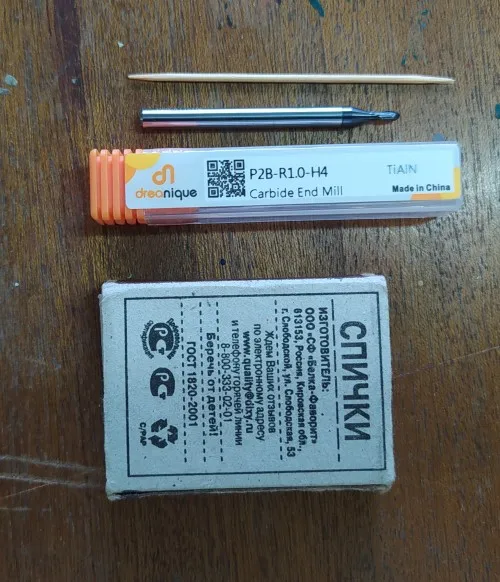 dreanique
P2B-R1.0-H4
Carbide End Mill
TiAlN
Made in China
СПИЧКИ
ИЗГОТОВИТЕЛЬ:
ООО «СФ «Белка-Фаворит»
613153, Россия, Кировская обл.,
г. Слободской, ул. Слободская, 53
Ждем Ваших отзывов
по электронному адресу
www.quality@dixy.ru
и телефону горячей линии
8-800-333-02-01
Беречь от детей!
ГОСТ 1820-2001
C/PAP